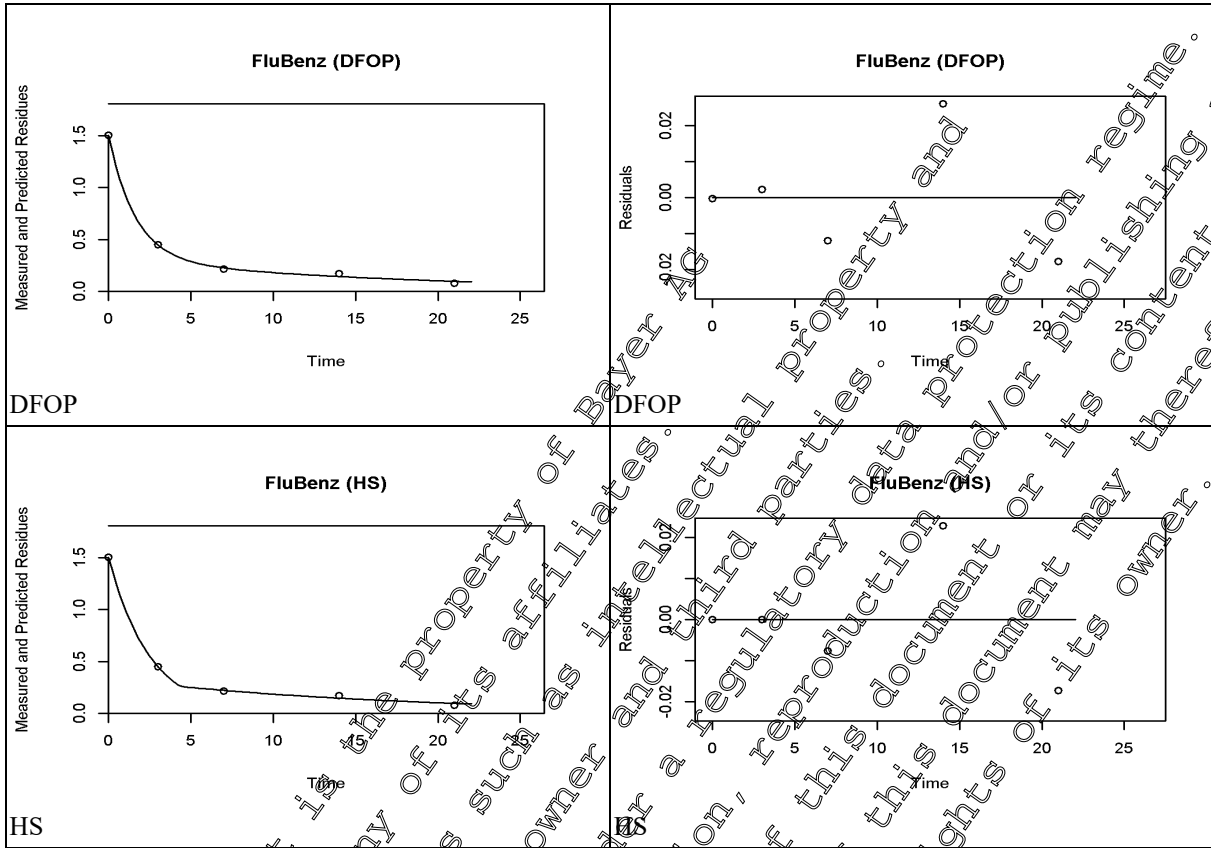 FluBenz (DFOP)
Measured and Predicted Residues
1.5
1.0
0.5
0.0
0 5 10 15 20 25
Time
DFOP
FluBenz (DFOP)
Residuals
0.02
0.00
0.02
0 5 10 15 20 25
Time
DFOP
FluBenz (HS)
Measured and Predicted Residues
1.5
1.0
0.5
0.0
0 5 10 15 20 25
Time
HS
FluBenz (HS)
Residuals
0.02
0.00
-0.02
0 5 10 15 20 25
Time
HS
is the property of Bayer AG
of its affiliates.
such as intellectual property and
owner and third parties.
a regulatory data protection regime.
reproduction and/or publishing
of this document or its content
this document may
of its owner.